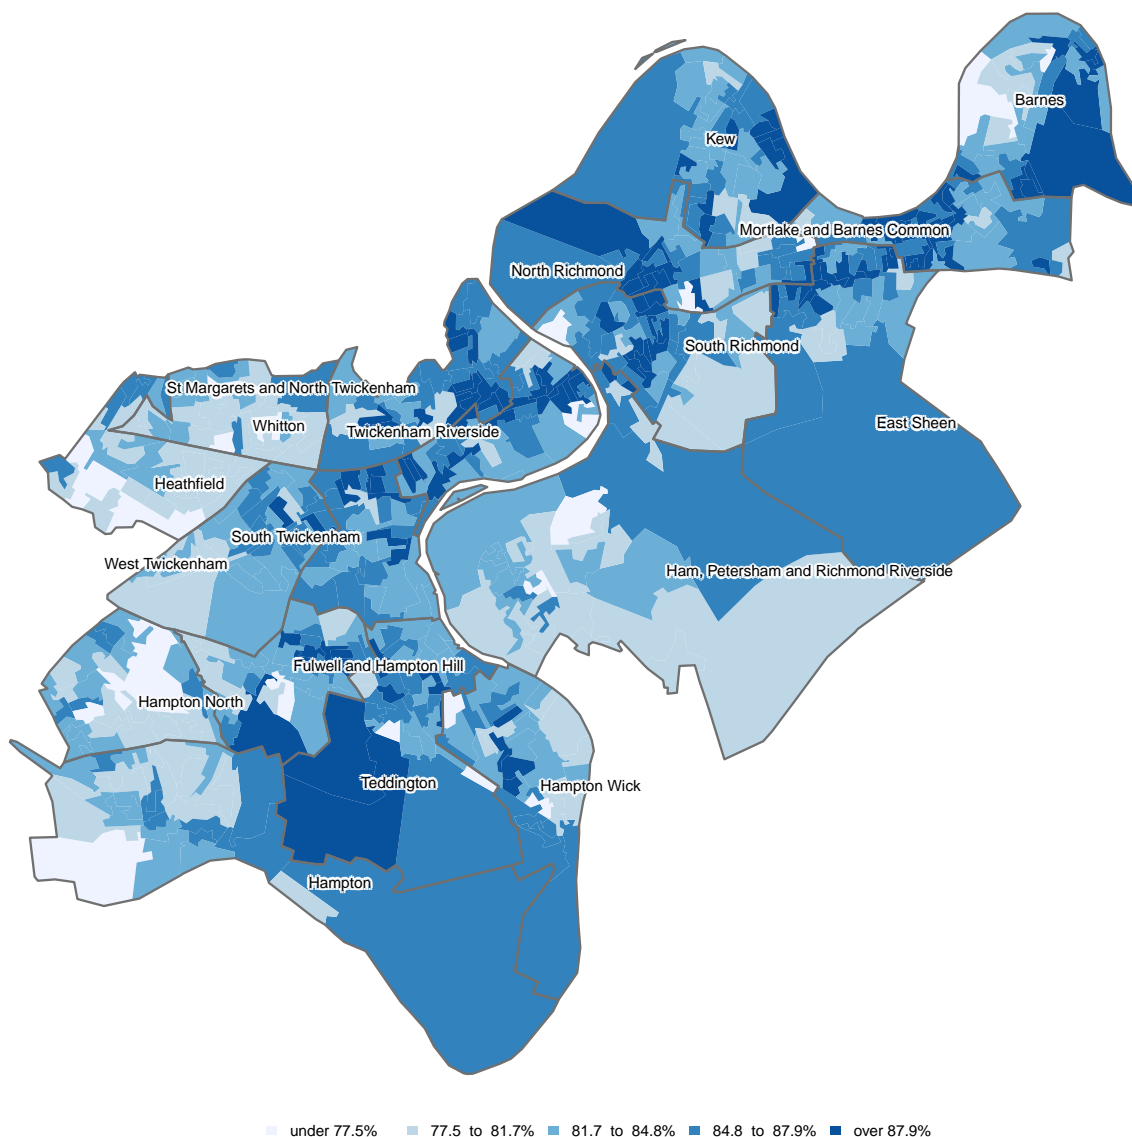 Barnes
Kew
Mortlake and Barnes Common
North Richmond
South Richmond
St Margarets and North Twickenham
Whitton
Twickenham Riverside
East Sheen
Heathfield
South Twickenham
West Twickenham
Ham, Petersham and Richmond Riverside
Fulwell and Hampton Hill
Hampton North
Teddington
Hampton Wick
Hampton
under 77.5% 77.5 to 81.7% 81.7 to 84.8% 84.8 to 87.9% over 87.9%